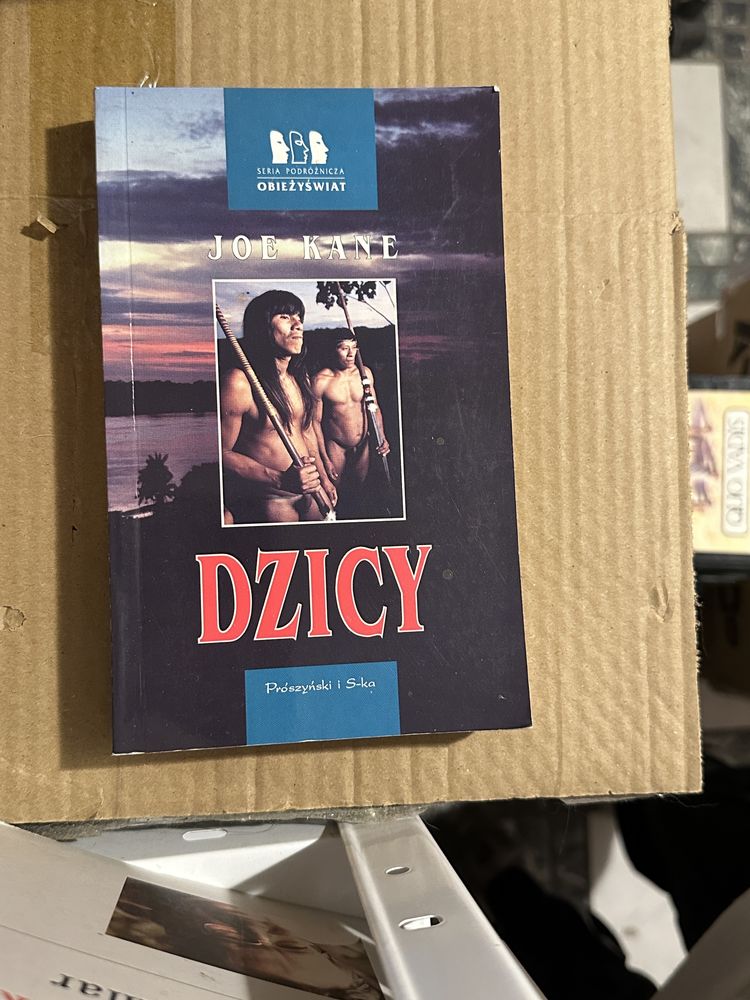 SERIA PODRÓŻNICZA
OBIEŻYŚWIAT
JOE KANE
DZICY
Prószyński i S-ka
QUO VADIS